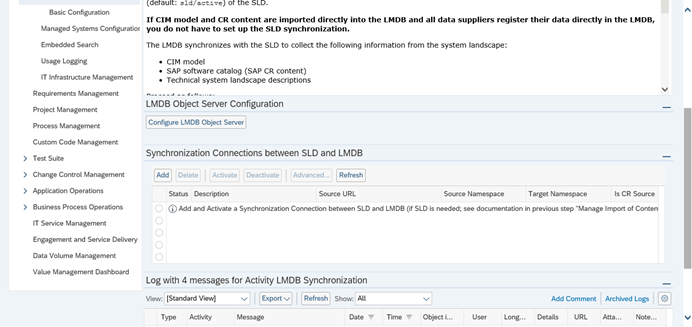 Basic Configuration
Managed Systems Configuration
Embedded Search
Usage Logging
IT Infrastructure Management
Requirements Management
Project Management
Process Management
Custom Code Management
Test Suite
Change Control Management
Application Operations
Business Process Operations
IT Service Management
Engagement and Service Delivery
Data Volume Management
Value Management Dashboard
(default: sld/active) of the SLD.
If CIM model and CR content are imported directly into the LMDB and all data suppliers register their data directly in the LMDB,
you do not have to set up the SLD synchronization.
The LMDB synchronizes with the SLD to collect the following information from the system landscape:
• CIM model
• SAP software catalog (SAP CR content)
• Technical system landscape descriptions
LMDB Object Server Configuration
Configure LMDB Object Server
Synchronization Connections between SLD and LMDB
Add Delete Activate Deactivate Advanced... Refresh
Status Description Source URL Source Namespace Target Namespace Is CR Source
Add and Activate a Synchronization Connection between SLD and LMDB (if SLD is needed; see documentation in previous step "Manage Import of Conten
Log with 4 messages for Activity LMDB Synchronization
View: [Standard View] Export Refresh Show: All Add Comment Archived Logs
Type Activity Message Date Time Object i... User Long... Details URL Atta... Note...